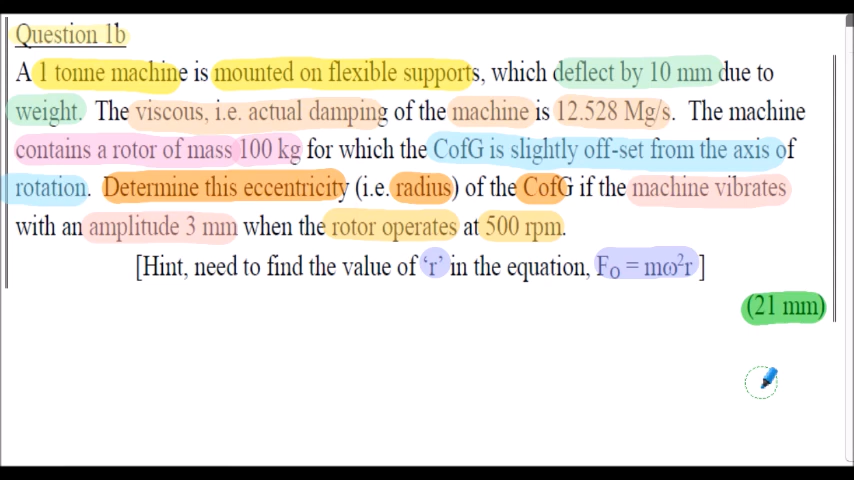 Question 1b
A 1 tonne machine is mounted on flexible supports, which deflect by 10 mm due to
weight. The viscous, i.e. actual damping of the machine is 12.528 Mg/s. The machine
contains a rotor of mass 100 kg for which the CofG is slightly off-set from the axis of
rotation. Determine this eccentricity (i.e. radius) of the CofG if the machine vibrates
with an amplitude 3 mm when the rotor operates at 500 rpm.
[Hint, need to find the value of ‘r’ in the equation, F₀ = mω²r ]
(21 mm)